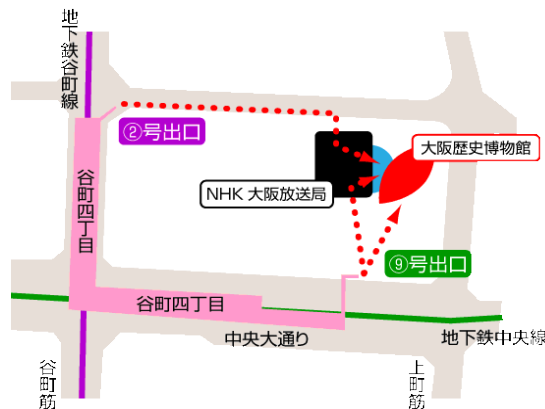 地下鉄谷町線
②号出口
大阪歴史博物館
谷町四丁目
NHK 大阪放送局
⑨号出口
谷町四丁目
中央大通り
地下鉄中央線
谷町筋
上町筋